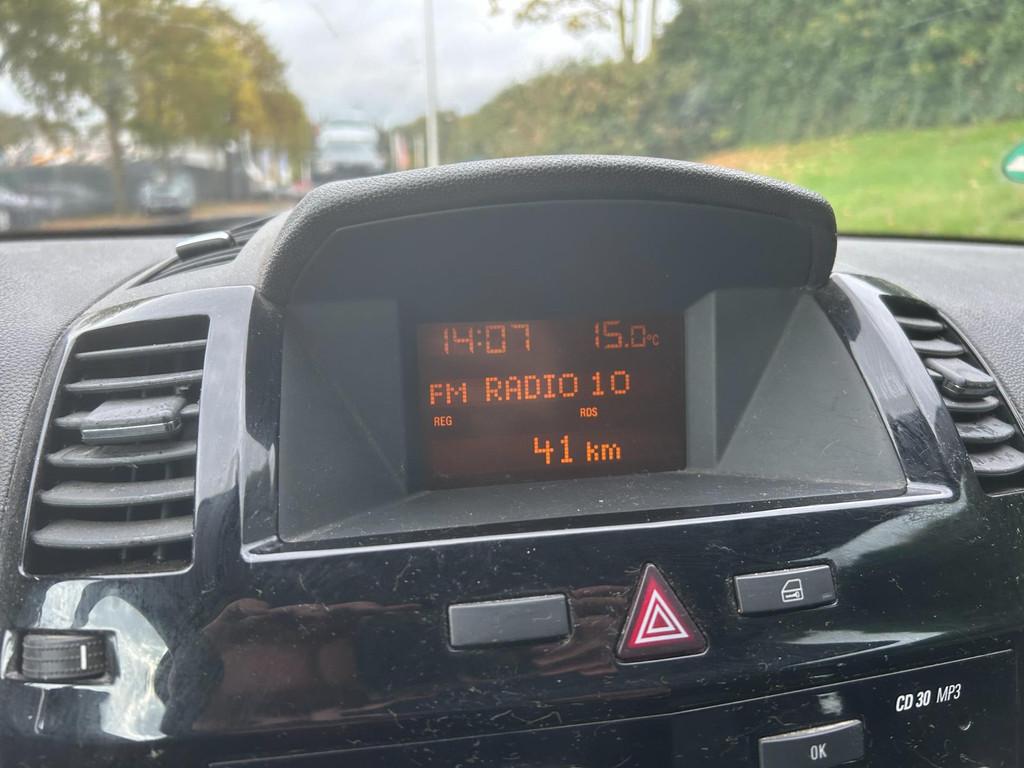 14:07 15.0°C
FM RADIO 10
REG RDS
41 km
CD 30 MP3
OK